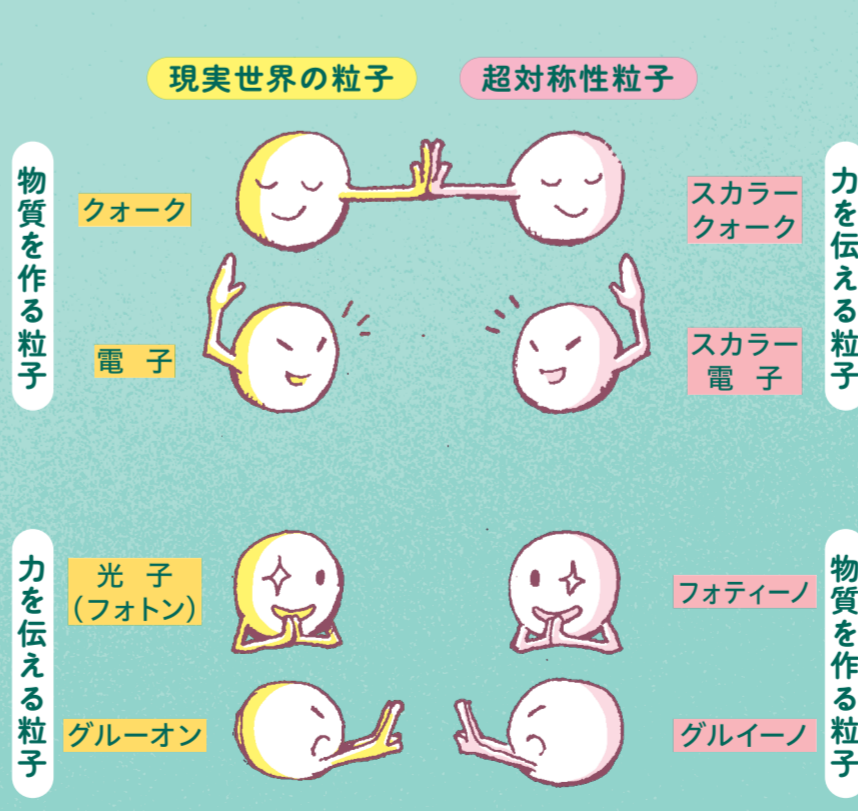 現実世界の粒子
超対称性粒子
物質を作る粒子
クォーク
スカラー
クォーク
力を伝える粒子
電 子
スカラー
電 子
力を伝える粒子
光 子
(フォトン)
フォティーノ
物質を作る粒子
グルーオン
グルイーノ